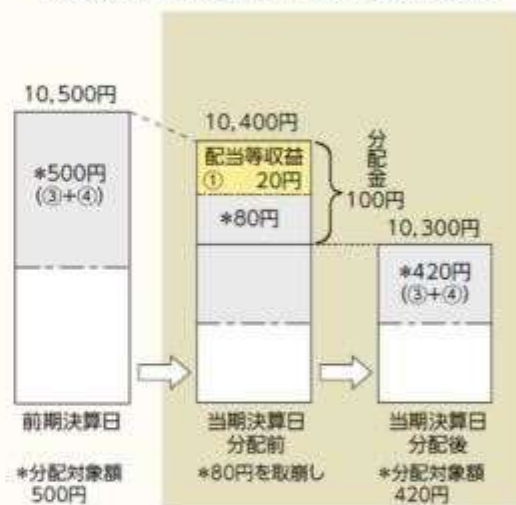 10,500円
*500円
(③+④)
前期決算日
*分配対象額
500円
10,400円
配当等収益
① 20円
*80円
分配金
100円
当期決算日
分配前
*80円を取崩し
10,300円
*420円
(③+④)
当期決算日
分配後
*分配対象額
420円